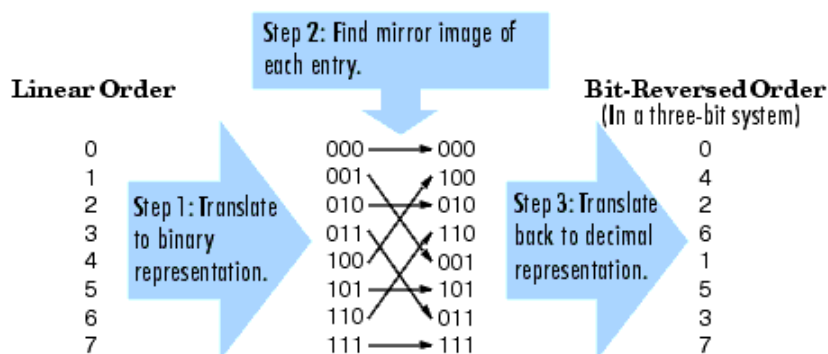 Step 2: Find mirror image of
each entry.
Linear Order
Bit-Reversed Order
(In a three-bit system)
0 000 000 0
1 001 100 4
2 010 010 2
3 011 110 6
4 100 001 1
5 101 101 5
6 110 011 3
7 111 111 7
Step 1: Translate
to binary
representation.
Step 3: Translate
back to decimal
representation.